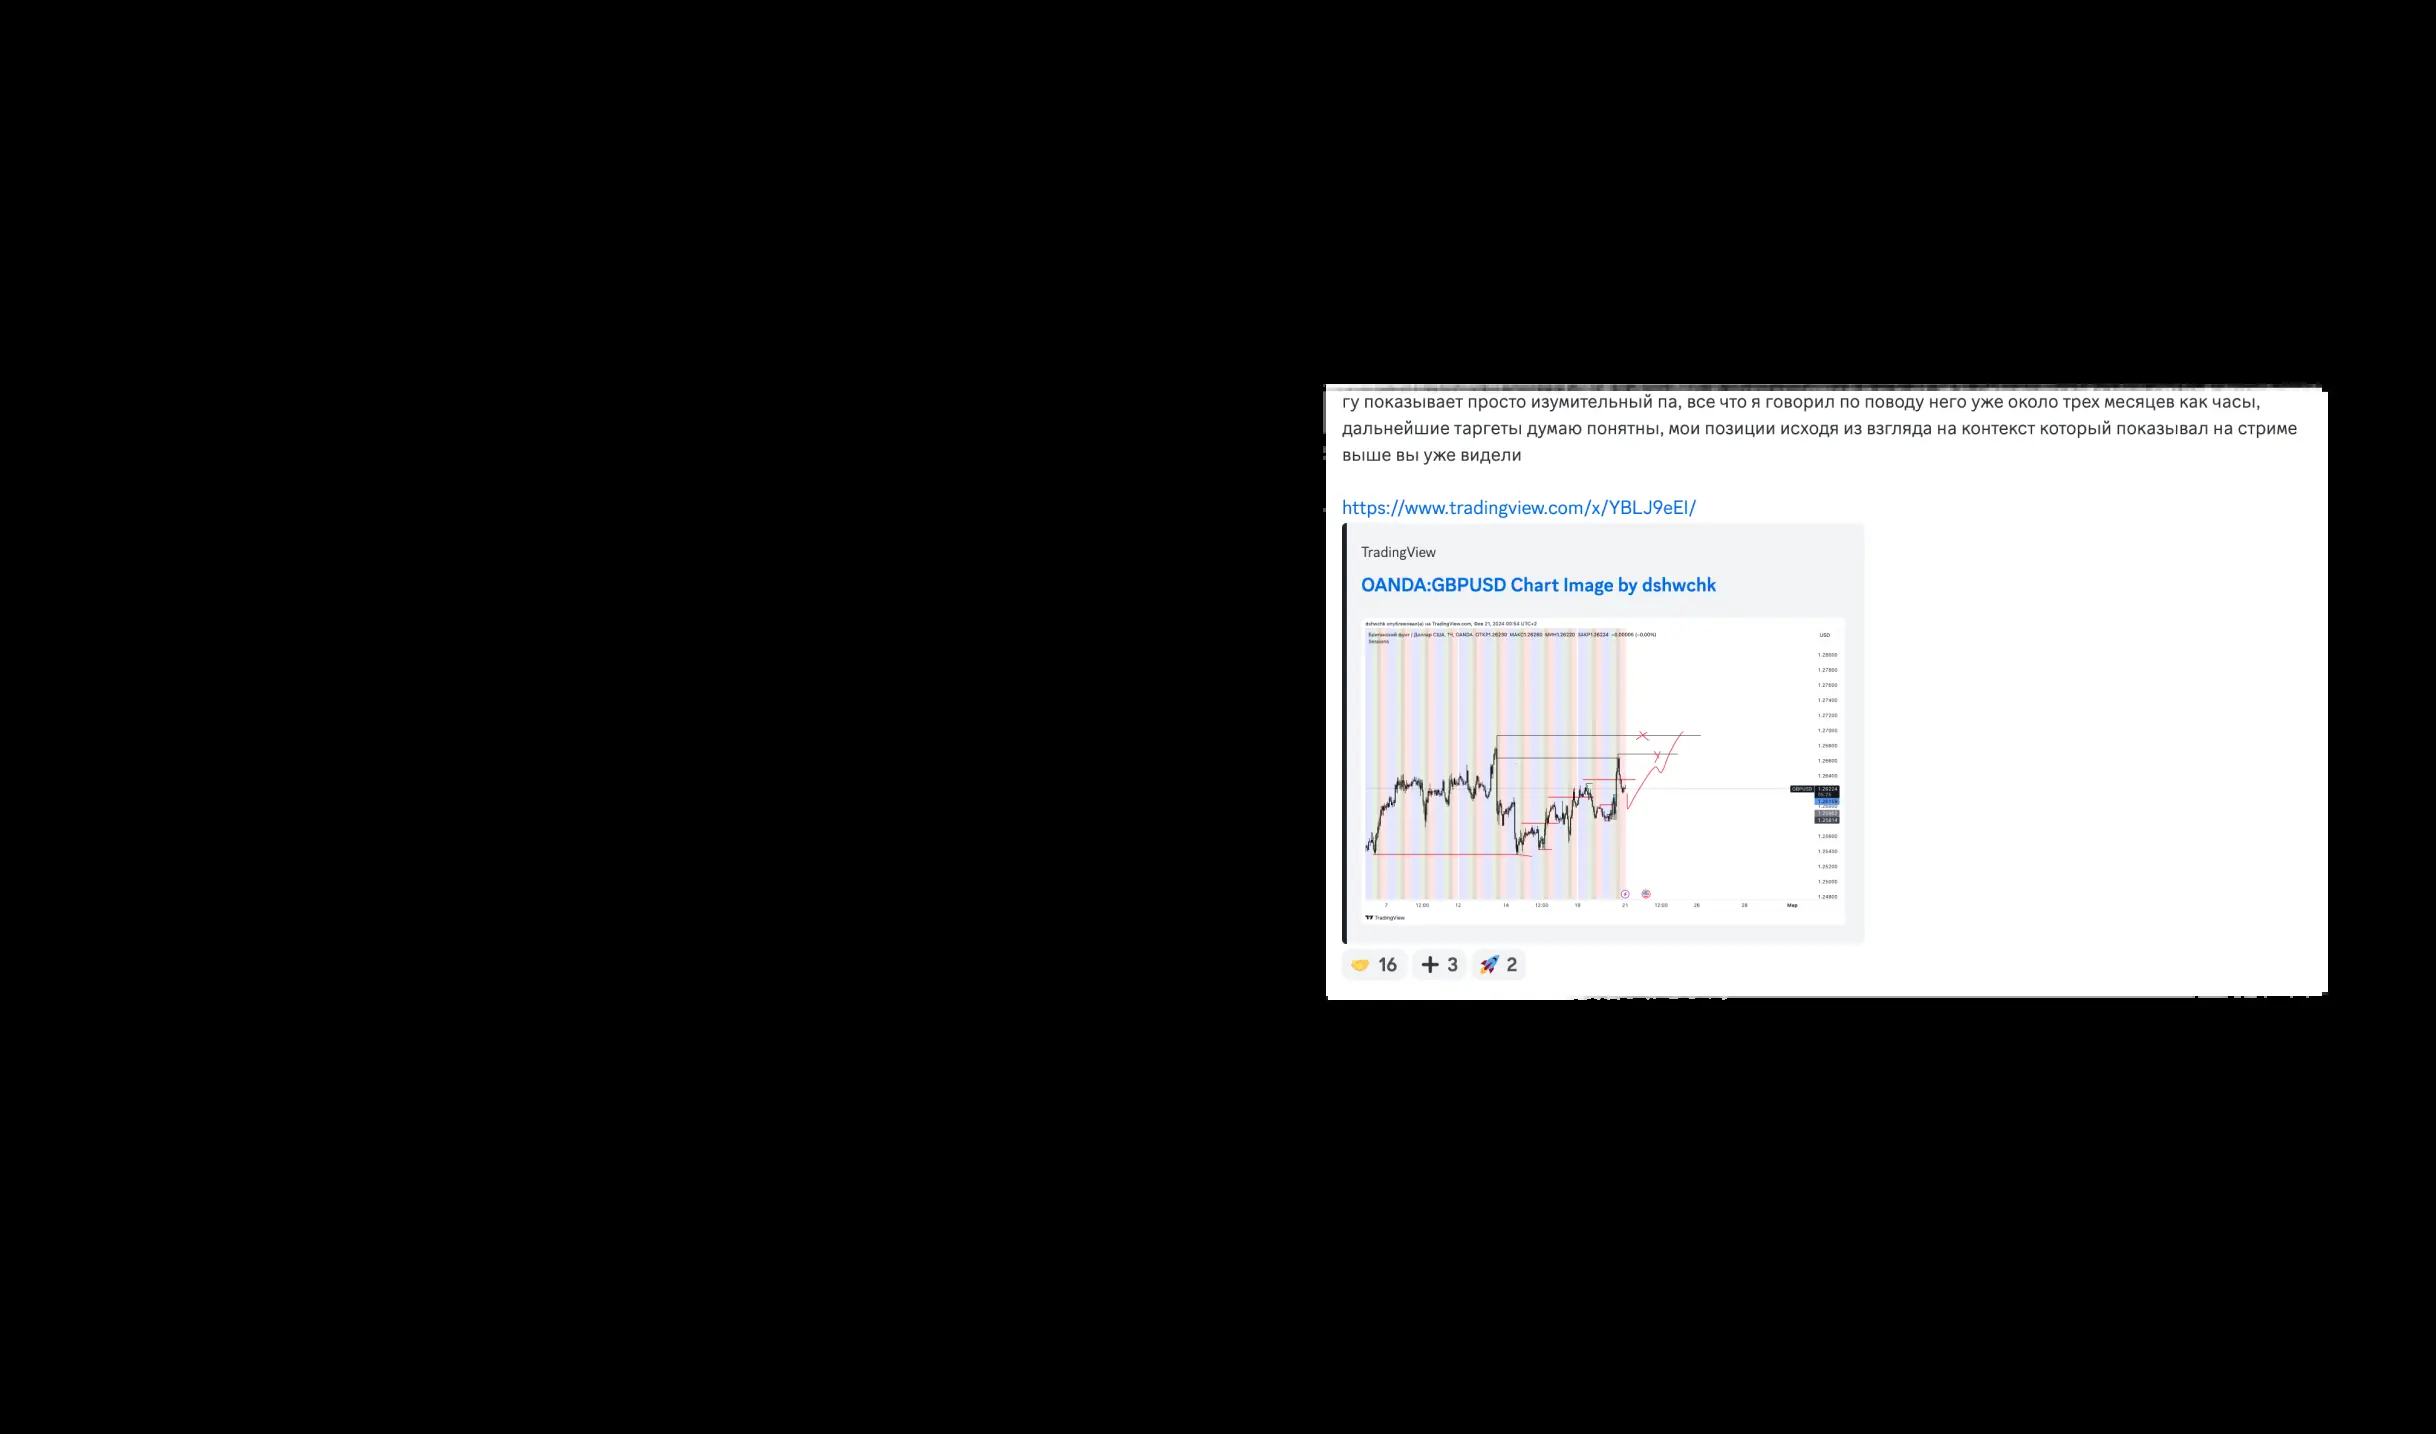 гу показывает просто изумительный па, все что я говорил по поводу него уже около трех месяцев как часы,
дальнейшие таргеты думаю понятны, мои позиции исходя из взгляда на контекст который показывал на стриме
выше вы уже видели
https://www.tradingview.com/x/YBLJ9eEI/
TradingView
OANDA:GBPUSD Chart Image by dshwchk
dshwchk опубликовал(а) на TradingView.com, Фев 21, 2024 00:54 UTC+2
Британский фунт / Доллар США, 1Ч, OANDA ОТКР1.26230 МАКС1.26260 МИН1.26220 ЗАКР1.26224 −0.00006 (−0.00%)
Sessions
USD
1.28000
1.27800
1.27600
1.27400
1.27200
1.27000
X
1.26800
y
1.26600
1.26400
GBPUSD 1.26224
1.25600
1.25400
1.25200
1.25000
1.24800
7 12:00 12 14 12:00 19 21 12:00 26 28 Мар
TradingView
16 3 2